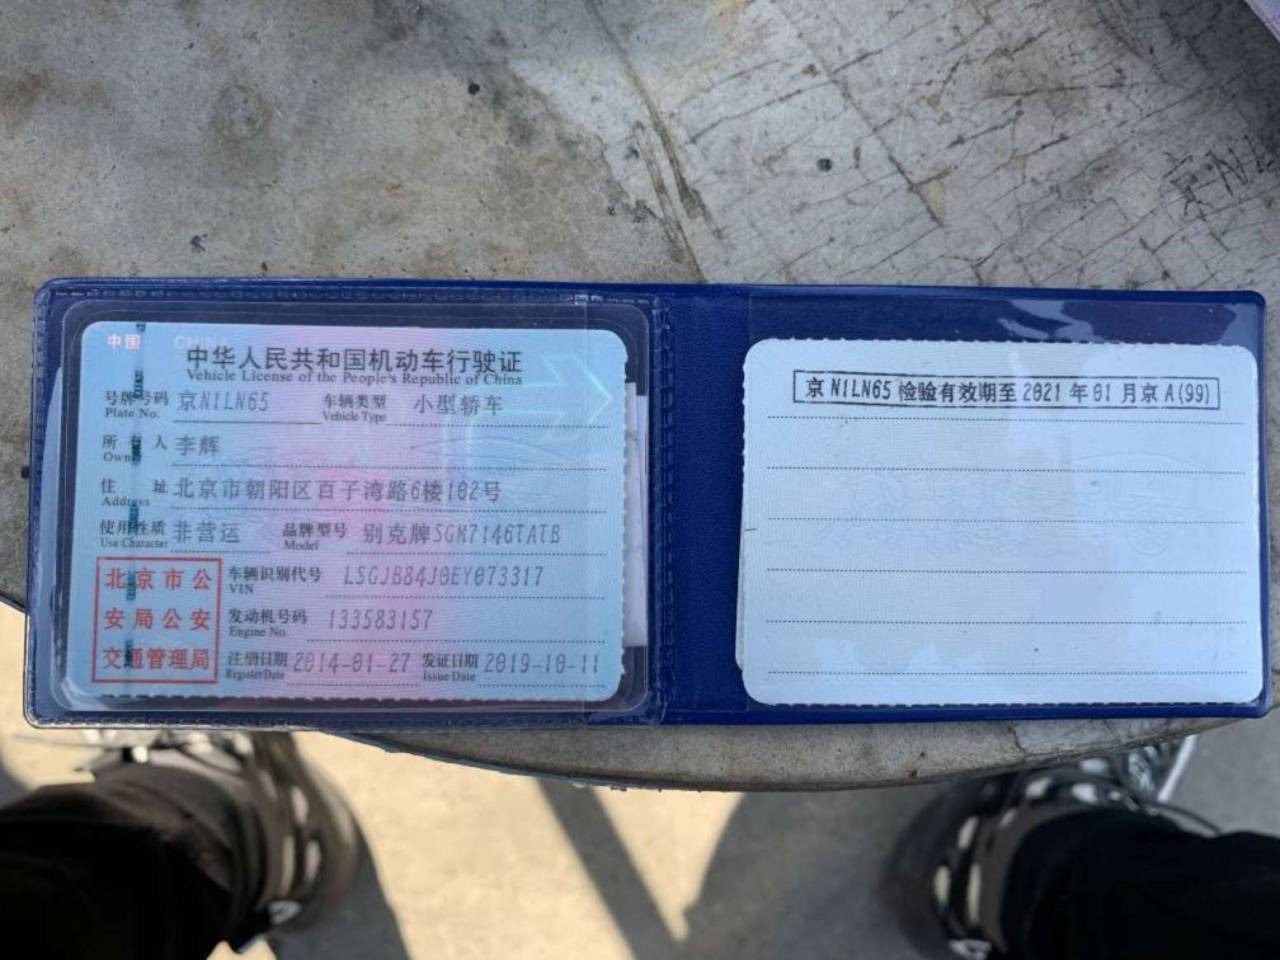 中国 CHINA
中华人民共和国机动车行驶证
Vehicle License of the People's Republic of China
号牌号码 京N1LN65 车辆类型 小型轿车
Plate No. Vehicle Type
所有人 李辉
Owner
住址 北京市朝阳区百子湾路6楼102号
Address
使用性质 非营运 品牌型号 别克牌SGM7146TATB
Use Character Model
北京市公
安局公安
交通管理局
车辆识别代号 LSGJB84J0EY073317
VIN
发动机号码 133583157
Engine No.
注册日期 2014-01-27 发证日期 2019-10-11
Register Date Issue Date
京N1LN65 检验有效期至 2021 年 01 月京 A(99)